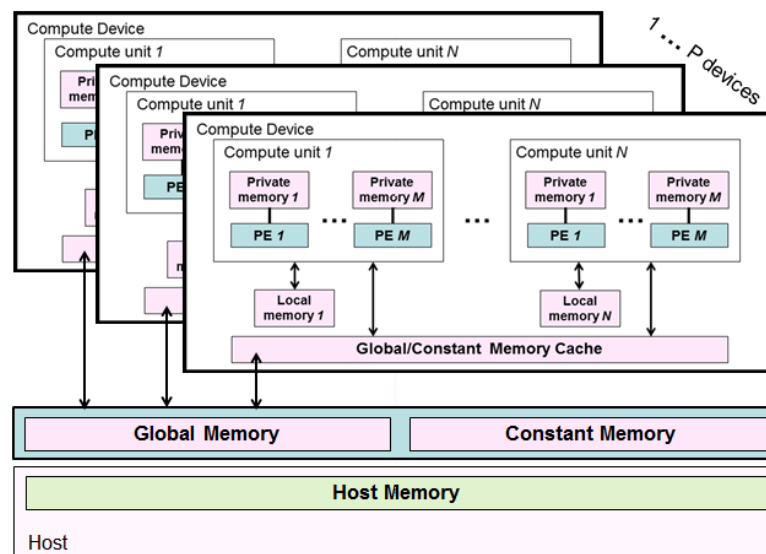 Compute Device
Compute unit 1
Compute unit N
1 ... P devices
Compute Device
Compute unit 1
Compute unit N
Compute Device
Compute unit 1
Compute unit N
Private memory 1
Private memory M
Private memory 1
Private memory M
...
...
...
PE 1
PE M
PE 1
PE M
Local memory 1
Local memory N
Global/Constant Memory Cache
Global Memory
Constant Memory
Host Memory
Host